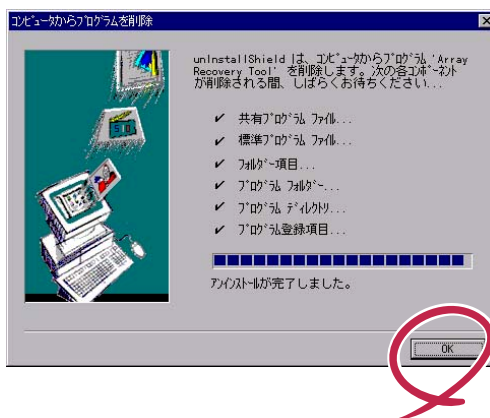 コンピュータからプログラムを削除
unInstallShield は、コンピュータからプログラム 'Array
Recovery Tool' を削除します。次の各コンポーネント
が削除される間、しばらくお待ちください...
✔ 共有プログラム ファイル...
✔ 標準プログラム ファイル...
✔ フォルダー項目...
✔ プログラム フォルダー...
✔ プログラム ディレクトリ...
✔ プログラム登録項目...
アンインストールが完了しました。
OK